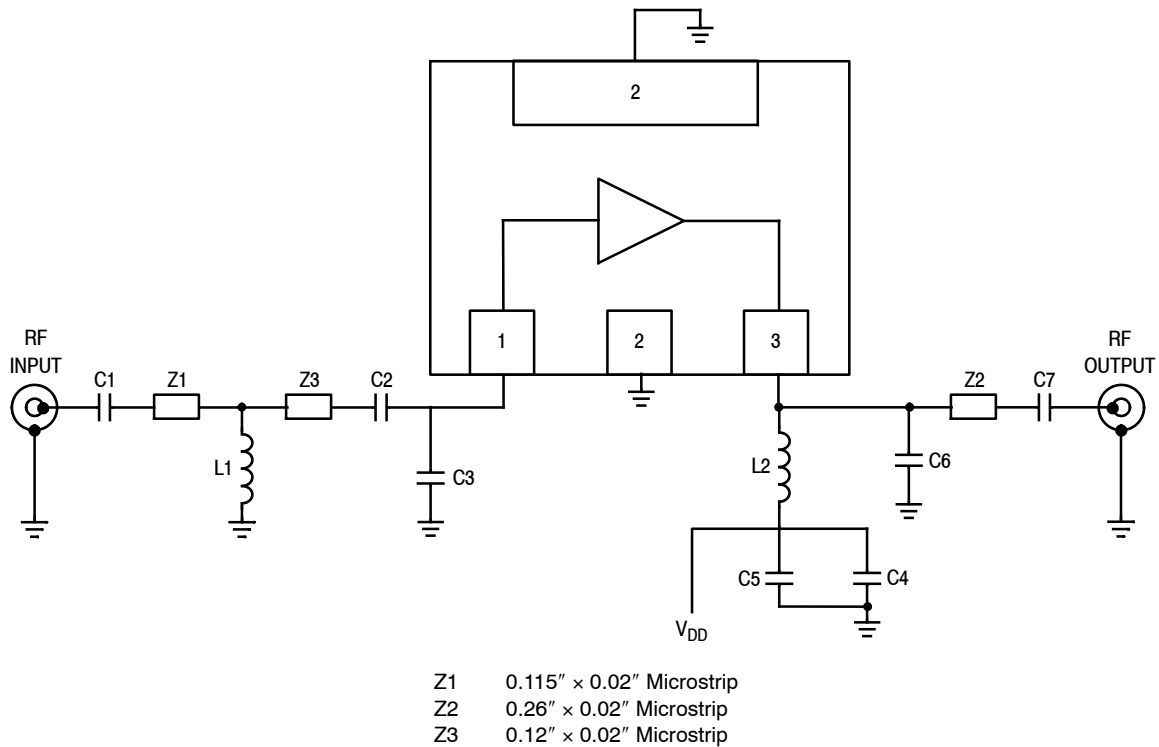 2
1
2
3
RF
INPUT
C1
Z1
Z3
C2
L1
C3
RF
OUTPUT
Z2
C7
L2
C6
C5
C4
VDD
Z1 0.115″ × 0.02″ Microstrip
Z2 0.26″ × 0.02″ Microstrip
Z3 0.12″ × 0.02″ Microstrip